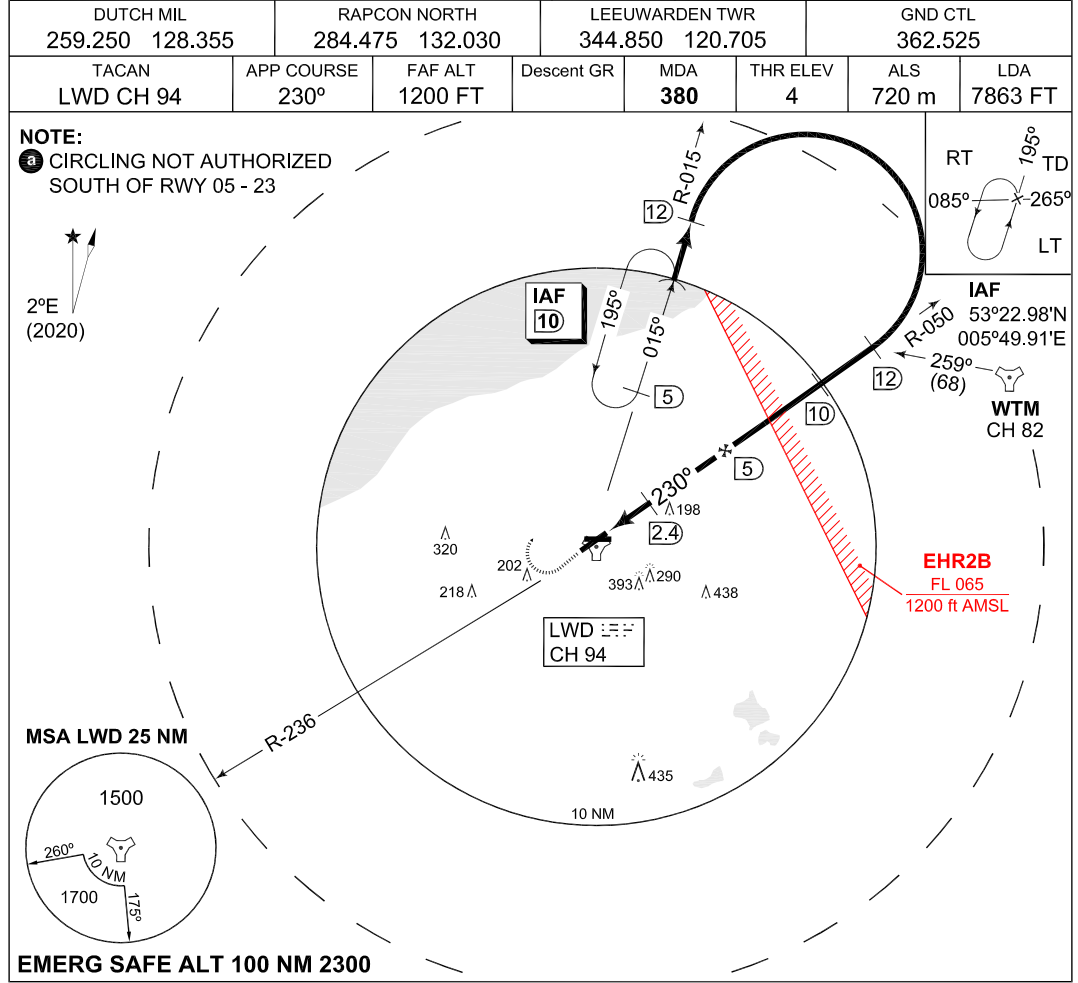 DUTCH MIL
259.250 128.355
RAPCON NORTH
284.475 132.030
LEEUWARDEN TWR
344.850 120.705
GND CTL
362.525
TACAN
LWD CH 94
APP COURSE
230º
FAF ALT
1200 FT
Descent GR
MDA
380
THR ELEV
4
ALS
720 m
LDA
7863 FT
NOTE:
a CIRCLING NOT AUTHORIZED
SOUTH OF RWY 05 - 23
2ºE
(2020)
R-015
12
IAF
10
195º
015º
5
RT
195º
TD
085º
265º
LT
IAF
53º22.98'N
005º49.91'E
R-050
259º
(68)
12
WTM
CH 82
10
5
230º
198
2.4
320
202
218
393
290
438
EHR2B
FL 065
1200 ft AMSL
LWD
CH 94
R-236
435
10 NM
MSA LWD 25 NM
1500
260º
10 NM
1700
175º
EMERG SAFE ALT 100 NM 2300